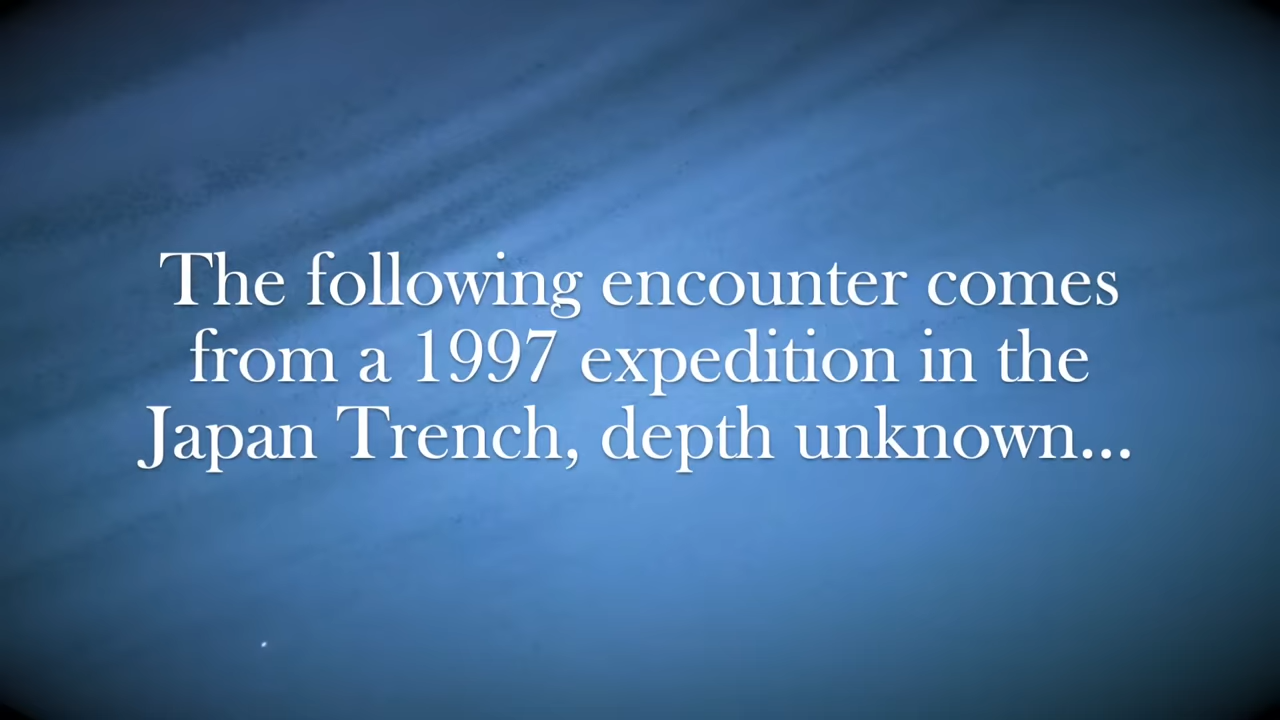 The following encounter comes
from a 1997 expedition in the
Japan Trench, depth unknown...